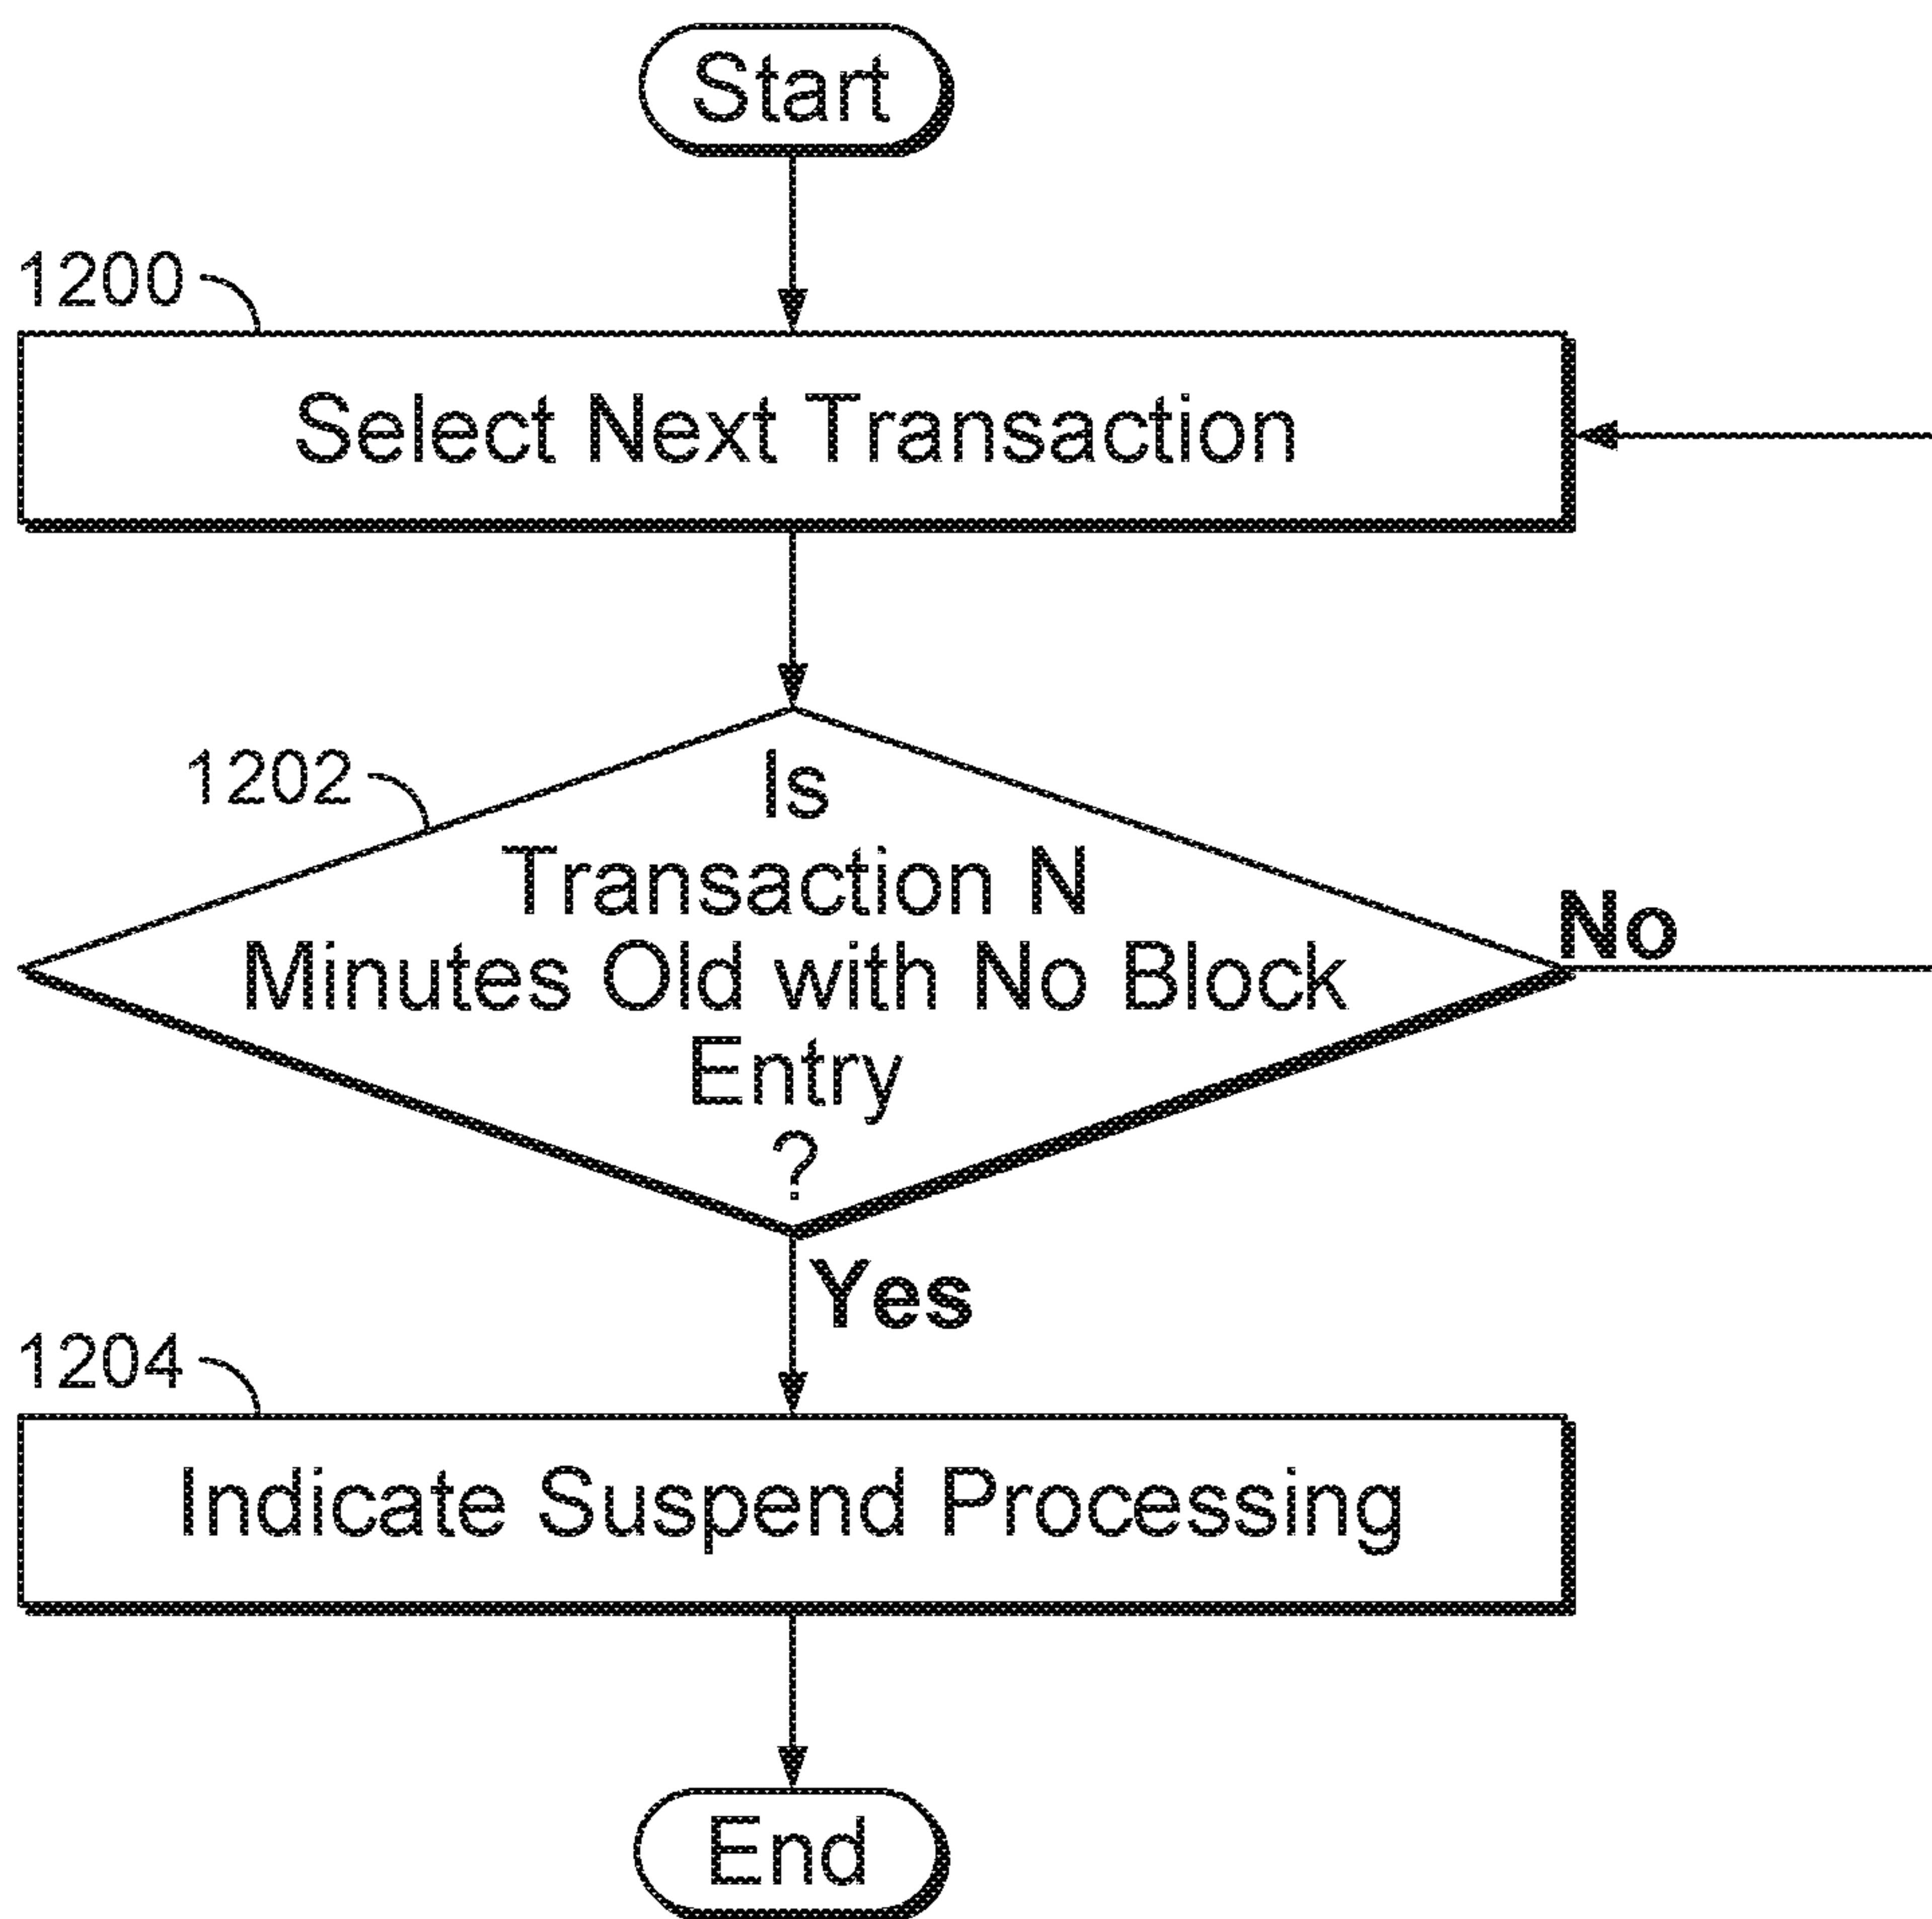 Start
1200
Select Next Transaction
1202
Is
Transaction N
Minutes Old with No Block
Entry
?
No
Yes
1204
Indicate Suspend Processing
End